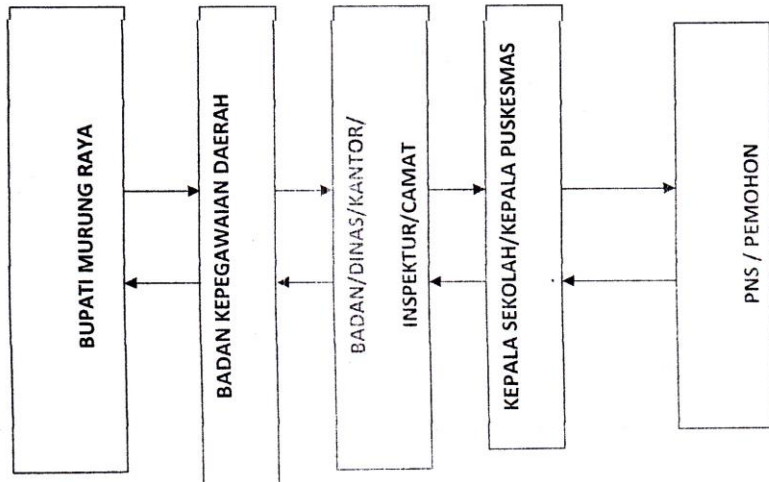 BUPATI MURUNG RAYA
BADAN KEPEGAWAIAN DAERAH
BADAN/DINAS/KANTOR/
INSPEKTUR/CAMAT
KEPALA SEKOLAH/KEPALA PUSKESMAS
PNS / PEMOHON